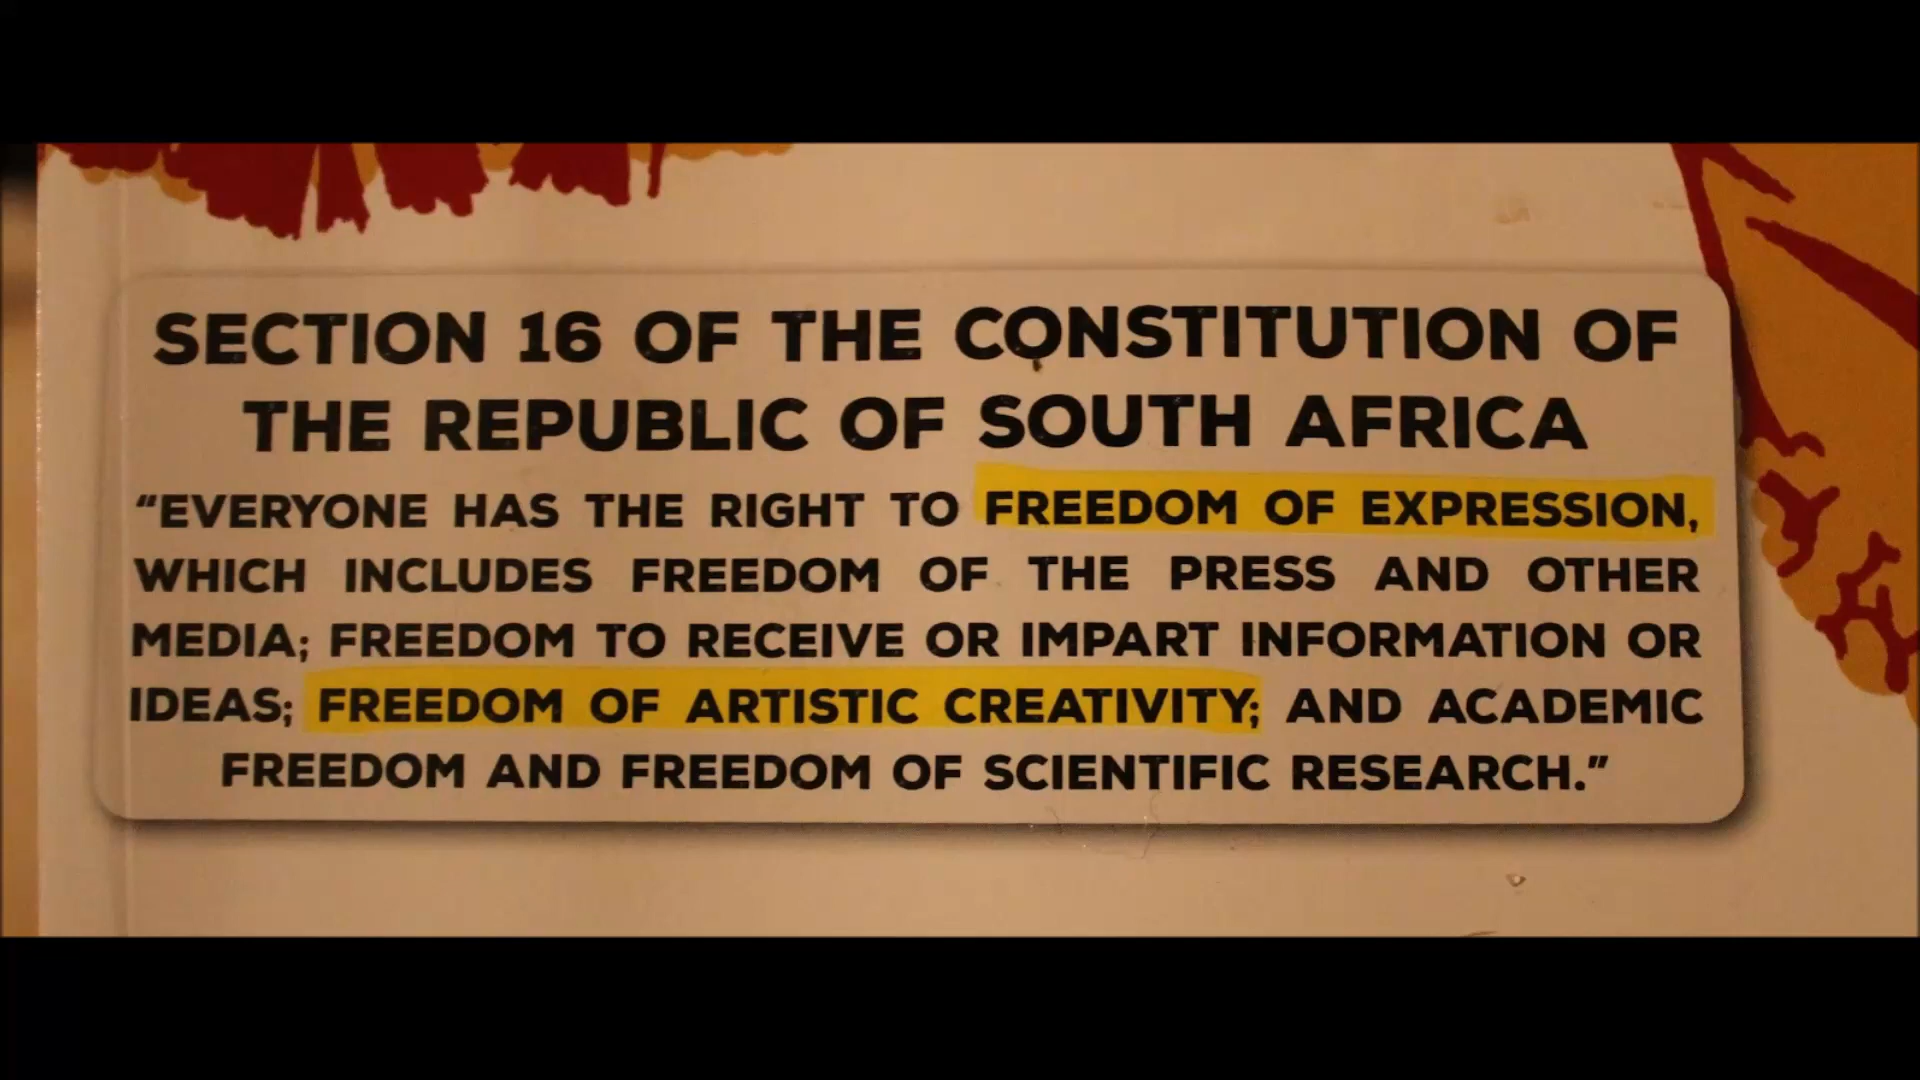 SECTION 16 OF THE CONSTITUTION OF
THE REPUBLIC OF SOUTH AFRICA
“EVERYONE HAS THE RIGHT TO FREEDOM OF EXPRESSION,
WHICH INCLUDES FREEDOM OF THE PRESS AND OTHER
MEDIA; FREEDOM TO RECEIVE OR IMPART INFORMATION OR
IDEAS; FREEDOM OF ARTISTIC CREATIVITY; AND ACADEMIC
FREEDOM AND FREEDOM OF SCIENTIFIC RESEARCH.”